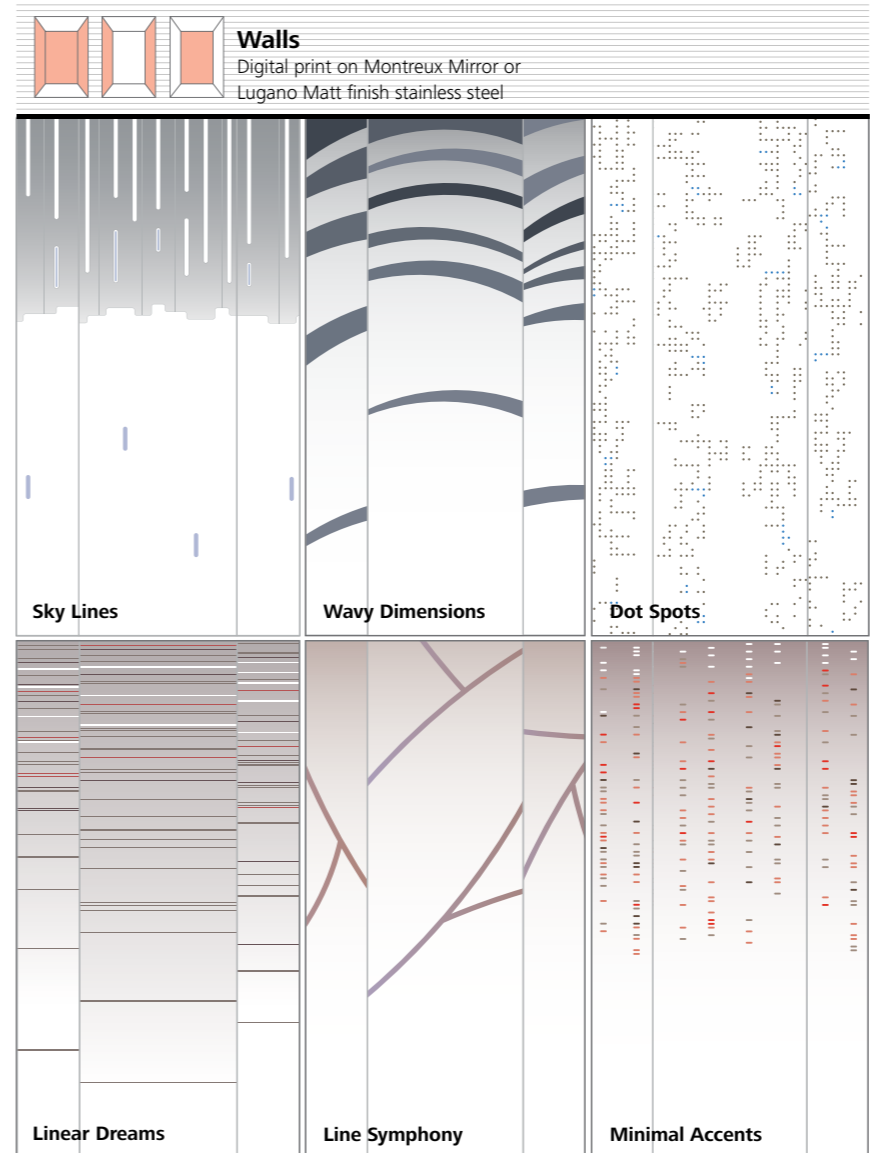 Walls
Digital print on Montreux Mirror or
Lugano Matt finish stainless steel
Sky Lines
Wavy Dimensions
Dot Spots
Linear Dreams
Line Symphony
Minimal Accents